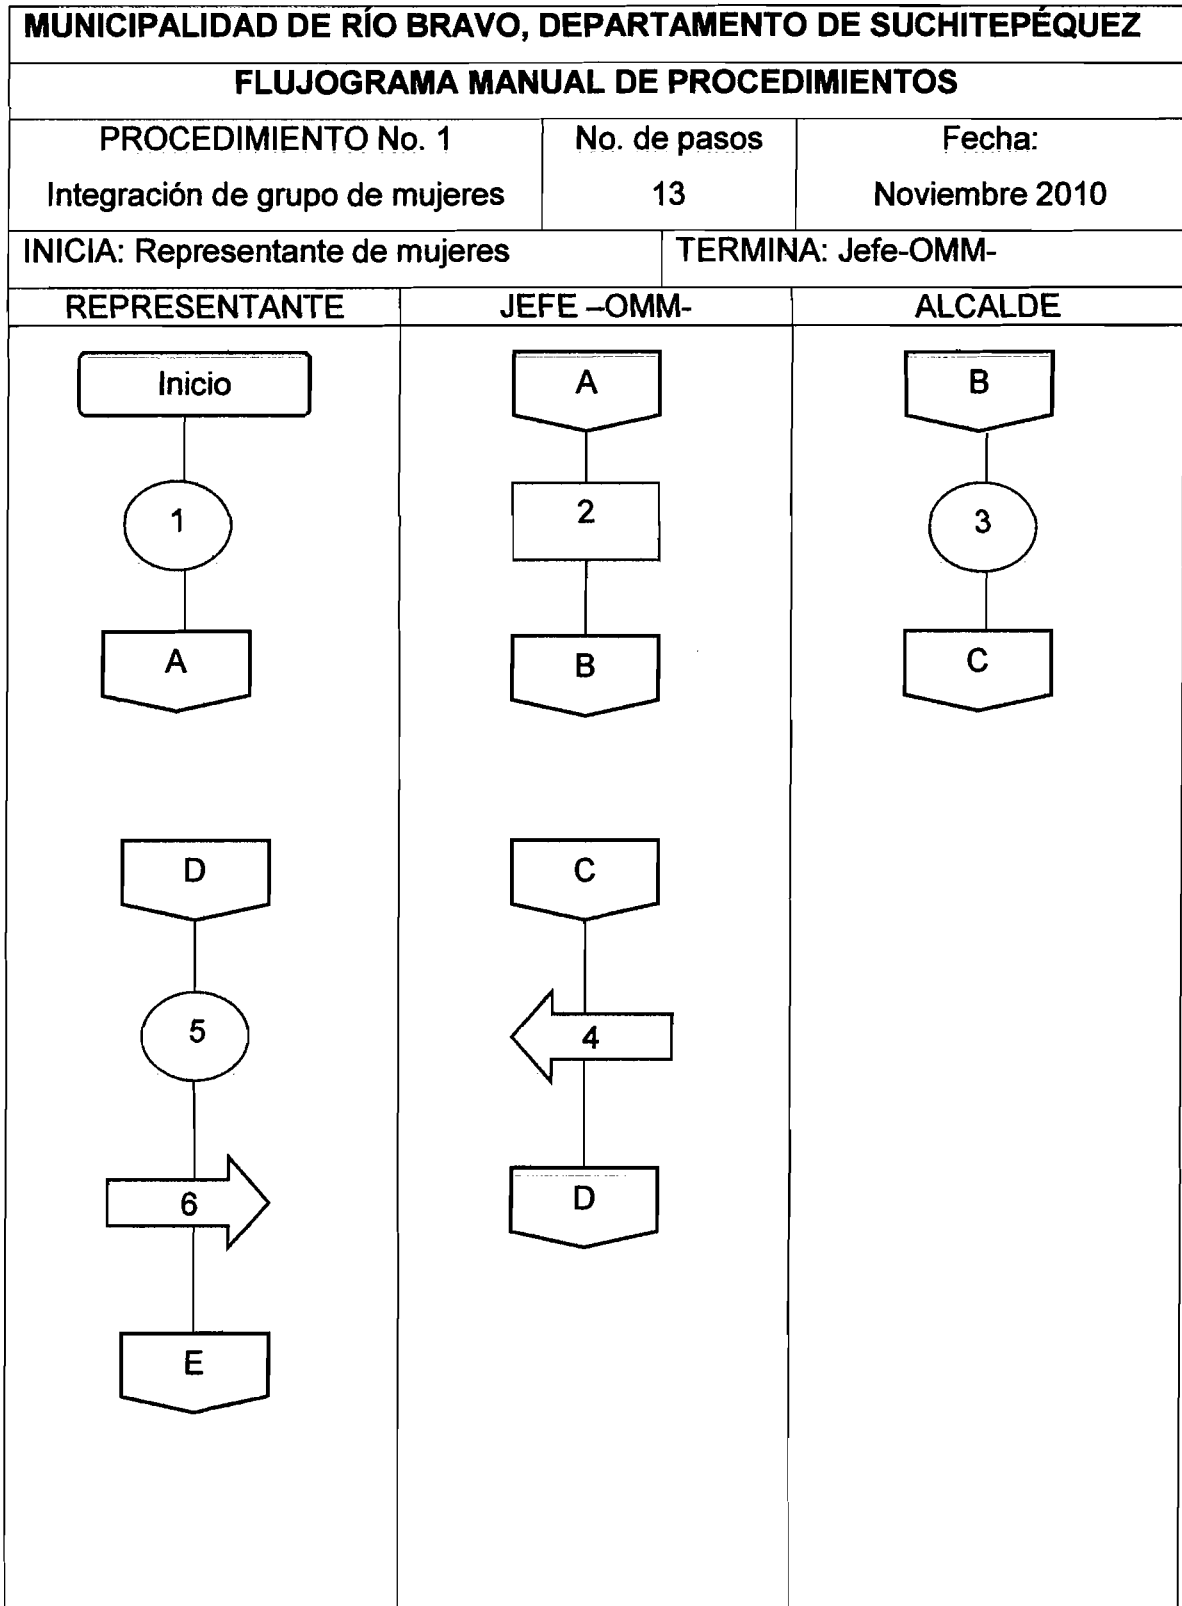 MUNICIPALIDAD DE RÍO BRAVO, DEPARTAMENTO DE SUCHITEPÉQUEZ
FLUJOGRAMA MANUAL DE PROCEDIMIENTOS
PROCEDIMIENTO No. 1
Integración de grupo de mujeres
No. de pasos
13
Fecha:
Noviembre 2010
INICIA: Representante de mujeres
TERMINA: Jefe-OMM-
REPRESENTANTE
JEFE –OMM-
ALCALDE
Inicio
A
B
1
2
3
A
B
C
D
C
5
4
6
D
E